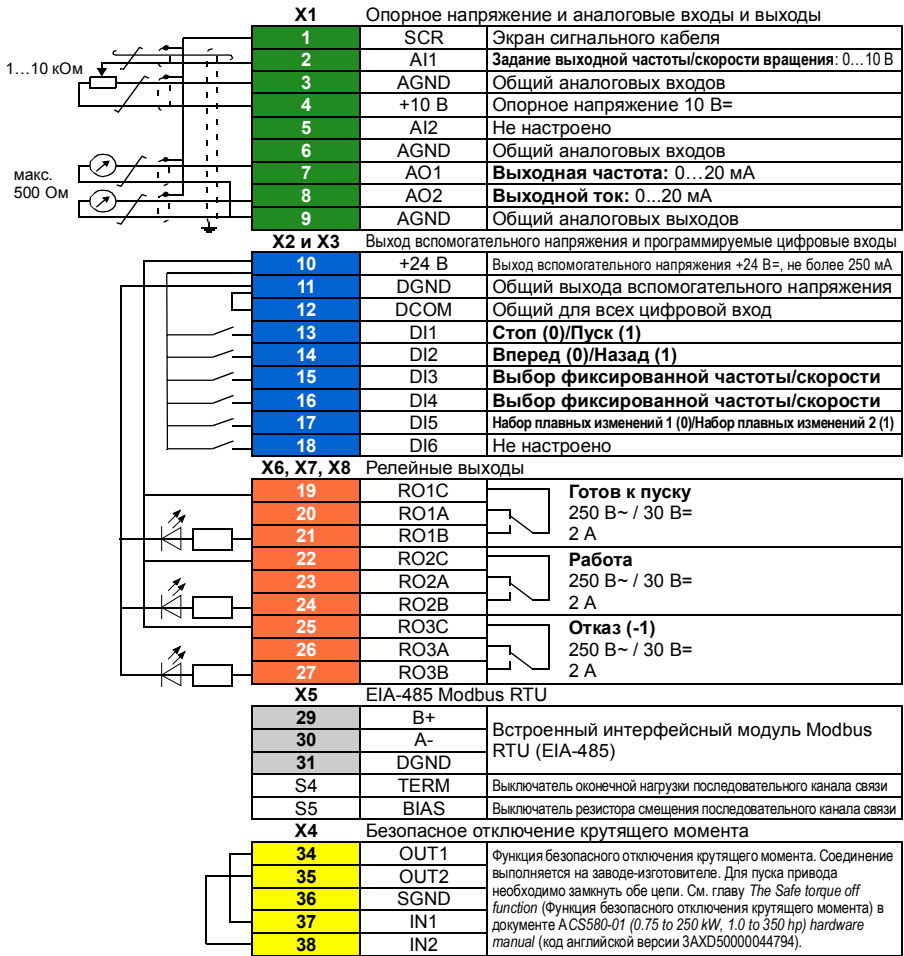 X1 Опорное напряжение и аналоговые входы и выходы
1 SCR Экран сигнального кабеля
1…10 кОм
2 AI1 Задание выходной частоты/скорости вращения: 0…10 В
3 AGND Общий аналоговых входов
4 +10 В Опорное напряжение 10 В=
5 AI2 Не настроено
6 AGND Общий аналоговых входов
макс.
500 Ом
7 AO1 Выходная частота: 0…20 мА
8 AO2 Выходной ток: 0...20 мА
9 AGND Общий аналоговых выходов
X2 и X3 Выход вспомогательного напряжения и программируемые цифровые входы
10 +24 В Выход вспомогательного напряжения +24 В=, не более 250 мА
11 DGND Общий выхода вспомогательного напряжения
12 DCOM Общий для всех цифровой вход
13 DI1 Стоп (0)/Пуск (1)
14 DI2 Вперед (0)/Назад (1)
15 DI3 Выбор фиксированной частоты/скорости
16 DI4 Выбор фиксированной частоты/скорости
17 DI5 Набор плавных изменений 1 (0)/Набор плавных изменений 2 (1)
18 DI6 Не настроено
X6, X7, X8 Релейные выходы
19 RO1C Готов к пуску
20 RO1A 250 В~ / 30 В=
21 RO1B 2 А
22 RO2C Работа
23 RO2A 250 В~ / 30 В=
24 RO2B 2 А
25 RO3C Отказ (-1)
26 RO3A 250 В~ / 30 В=
27 RO3B 2 А
X5 EIA-485 Modbus RTU
29 B+
30 A-
31 DGND
Встроенный интерфейсный модуль Modbus
RTU (EIA-485)
S4 TERM Выключатель оконечной нагрузки последовательного канала связи
S5 BIAS Выключатель резистора смещения последовательного канала связи
X4 Безопасное отключение крутящего момента
34 OUT1
35 OUT2
36 SGND
37 IN1
38 IN2
Функция безопасного отключения крутящего момента. Соединение
выполняется на заводе-изготовителе. Для пуска привода
необходимо замкнуть обе цепи. См. главу The Safe torque off
function (Функция безопасного отключения крутящего момента) в
документе ACS580-01 (0.75 to 250 kW, 1.0 to 350 hp) hardware
manual (код английской версии 3AXD50000044794).